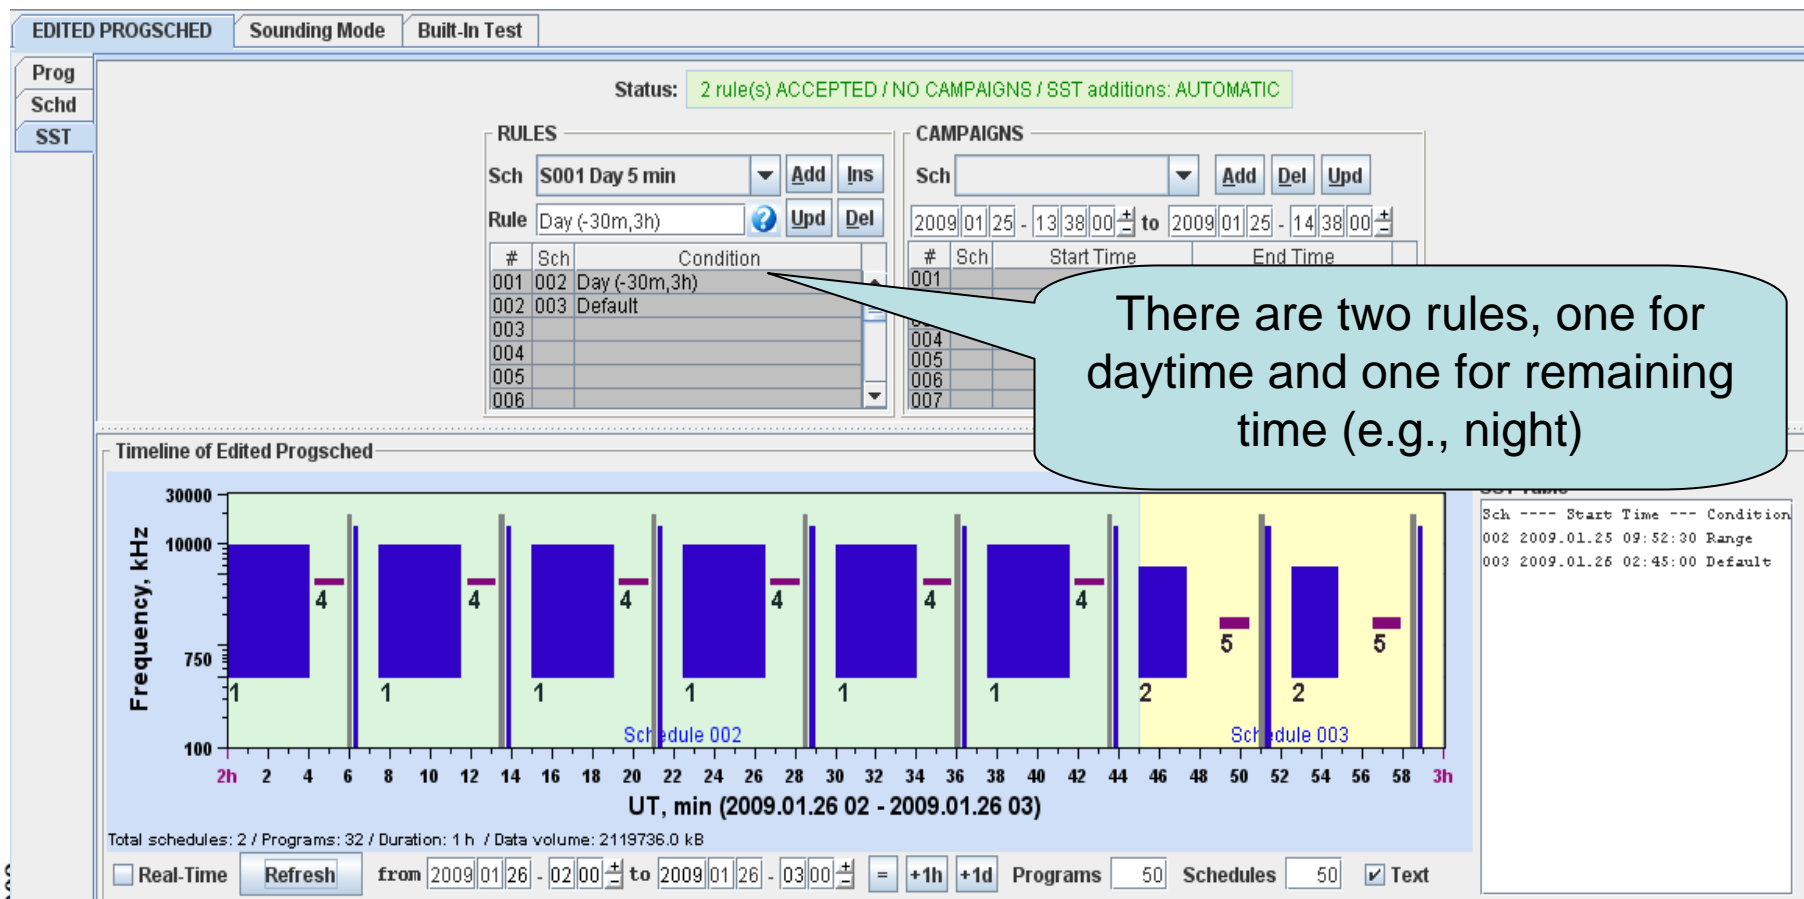 EDITED PROGSCHED Sounding Mode Built-In Test
Prog
Schd
SST
Status: 2 rule(s) ACCEPTED / NO CAMPAIGNS / SST additions: AUTOMATIC
RULES
Sch S001 Day 5 min Add Ins
Rule Day (-30m,3h) Upd Del
# Sch Condition
001 002 Day (-30m,3h)
002 003 Default
003
004
005
006
CAMPAIGNS
Sch Add Del Upd
2009 01 25 - 13 38 00 to 2009 01 25 - 14 38 00
# Sch Start Time End Time
001
004
005
006
007
There are two rules, one for
daytime and one for remaining
time (e.g., night)
Timeline of Edited Progsched
Frequency, kHz
30000
10000
750
100
4 4 4 4 4 4 5 5
1 1 1 1 1 1 2 2
Schedule 002 Schedule 003
2h 2 4 6 8 10 12 14 16 18 20 22 24 26 28 30 32 34 36 38 40 42 44 46 48 50 52 54 56 58 3h
UT, min (2009.01.26 02 - 2009.01.26 03)
Total schedules: 2 / Programs: 32 / Duration: 1 h / Data volume: 2119736.0 kB
Real-Time Refresh from 2009 01 26 - 02 00 to 2009 01 26 - 03 00 = +1h +1d Programs 50 Schedules 50 Text
SST Table
Sch ---- Start Time --- Condition
002 2009.01.25 09:52:30 Range
003 2009.01.26 02:45:00 Default